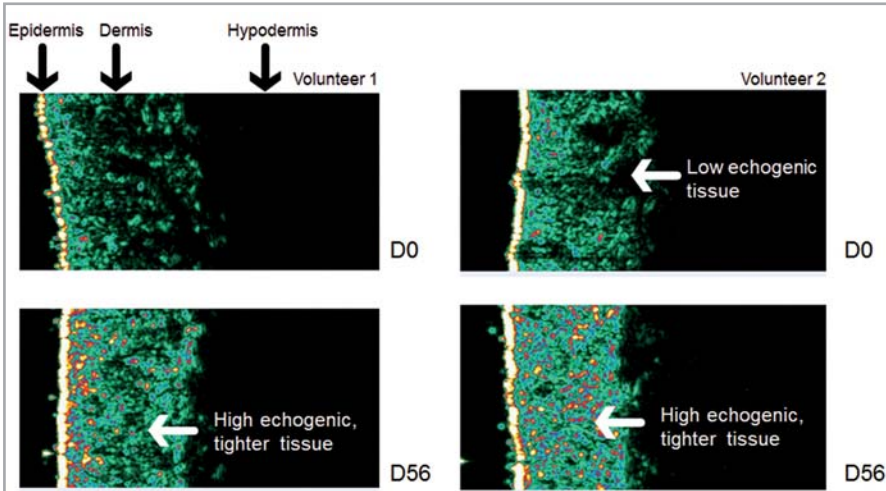 Epidermis Dermis Hypodermis
Volunteer 1
Volunteer 2
Low echogenic
tissue
D0
D0
High echogenic,
tighter tissue
D56
High echogenic,
tighter tissue
D56